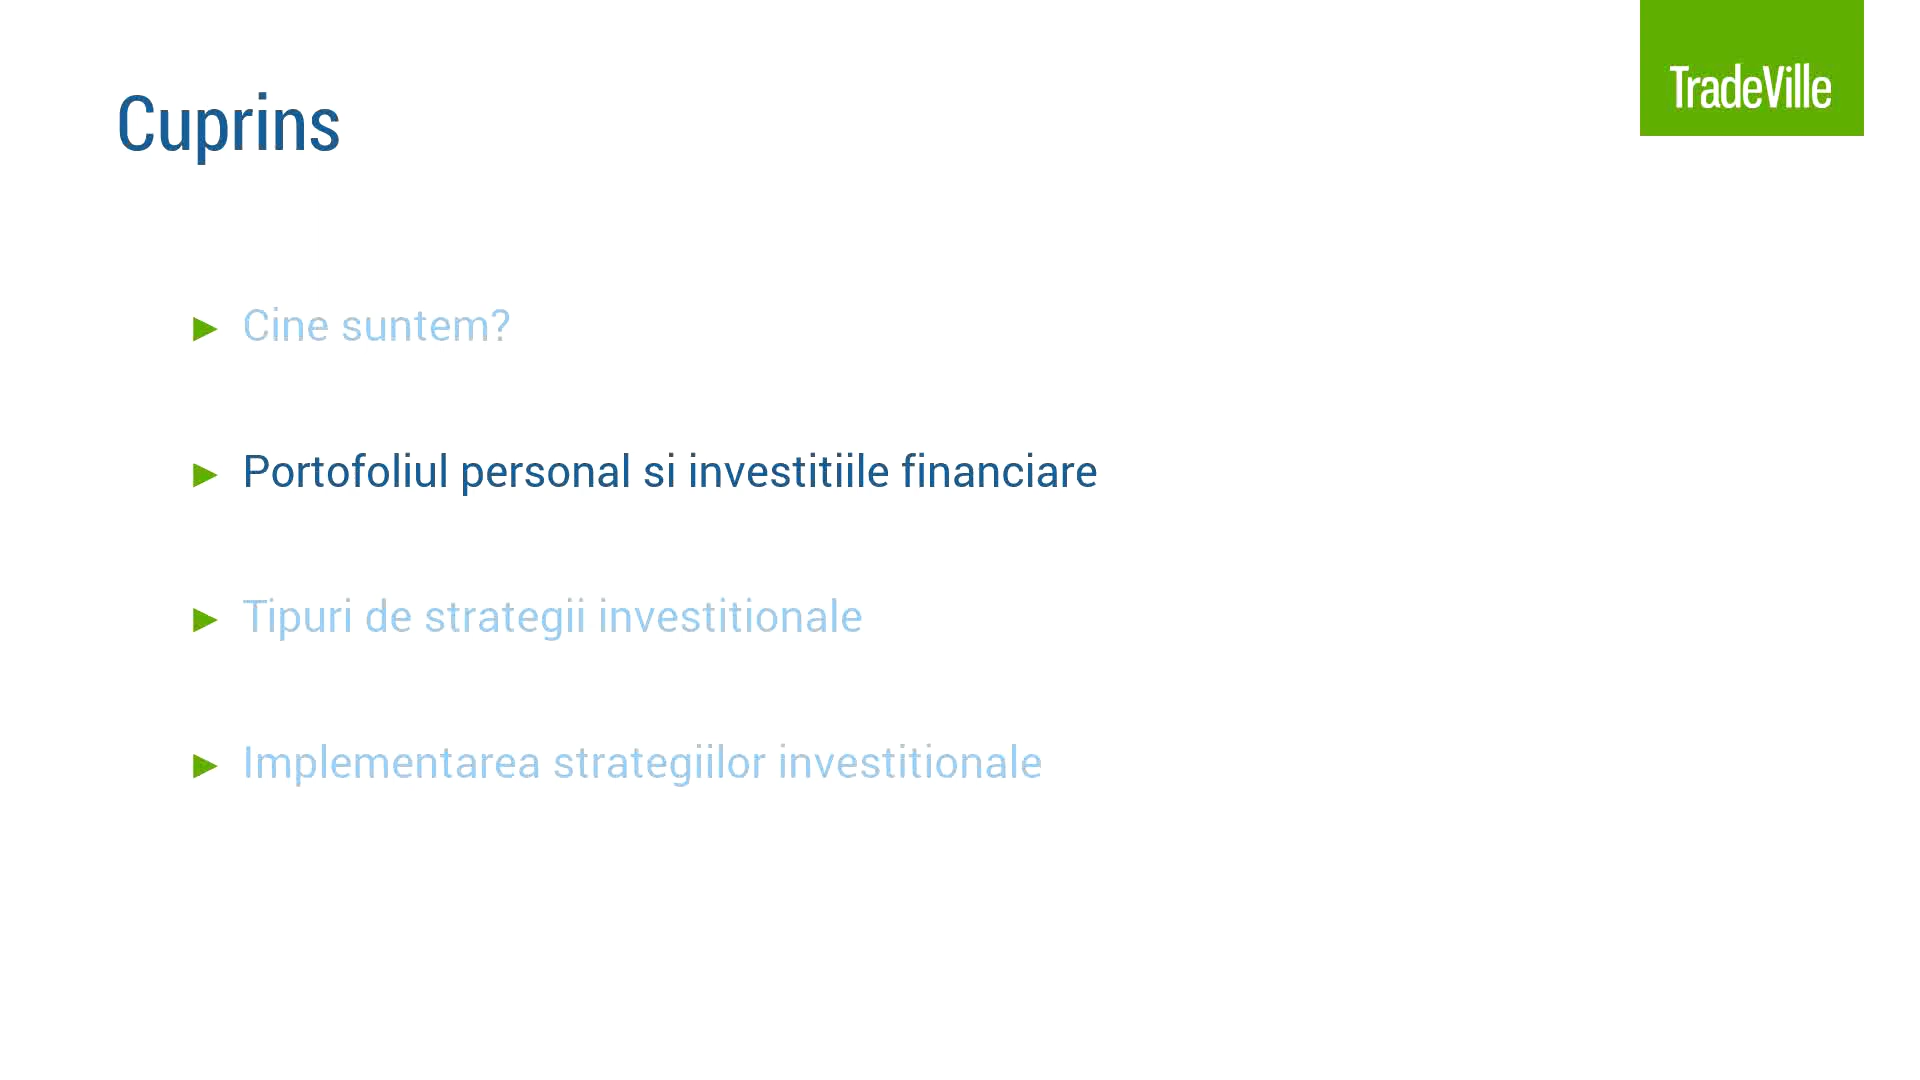 TradeVille
Cuprins
► Cine suntem?
► Portofoliul personal si investitiile financiare
► Tipuri de strategii investitionale
► Implementarea strategiilor investitionale